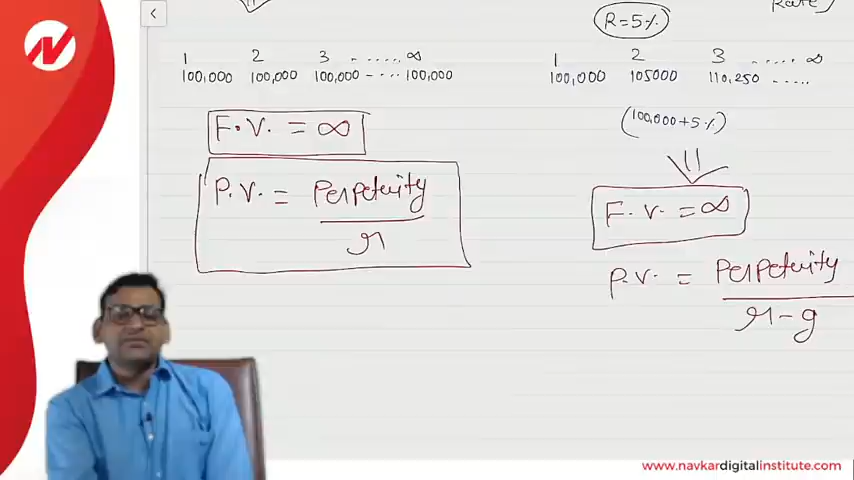 Rate)
R=5%
1 2 3 ...... ∞
100,000 100,000 100,000 - ... 100,000
F.V. = ∞
P.V. = Perpetuity
r
1 2 3 ..... ∞
100,000 105000 110,250 .....
(100,000+5%)
F.V. = ∞
P.V. = Perpetuity
r-g
www.navkardigitalinstitute.com